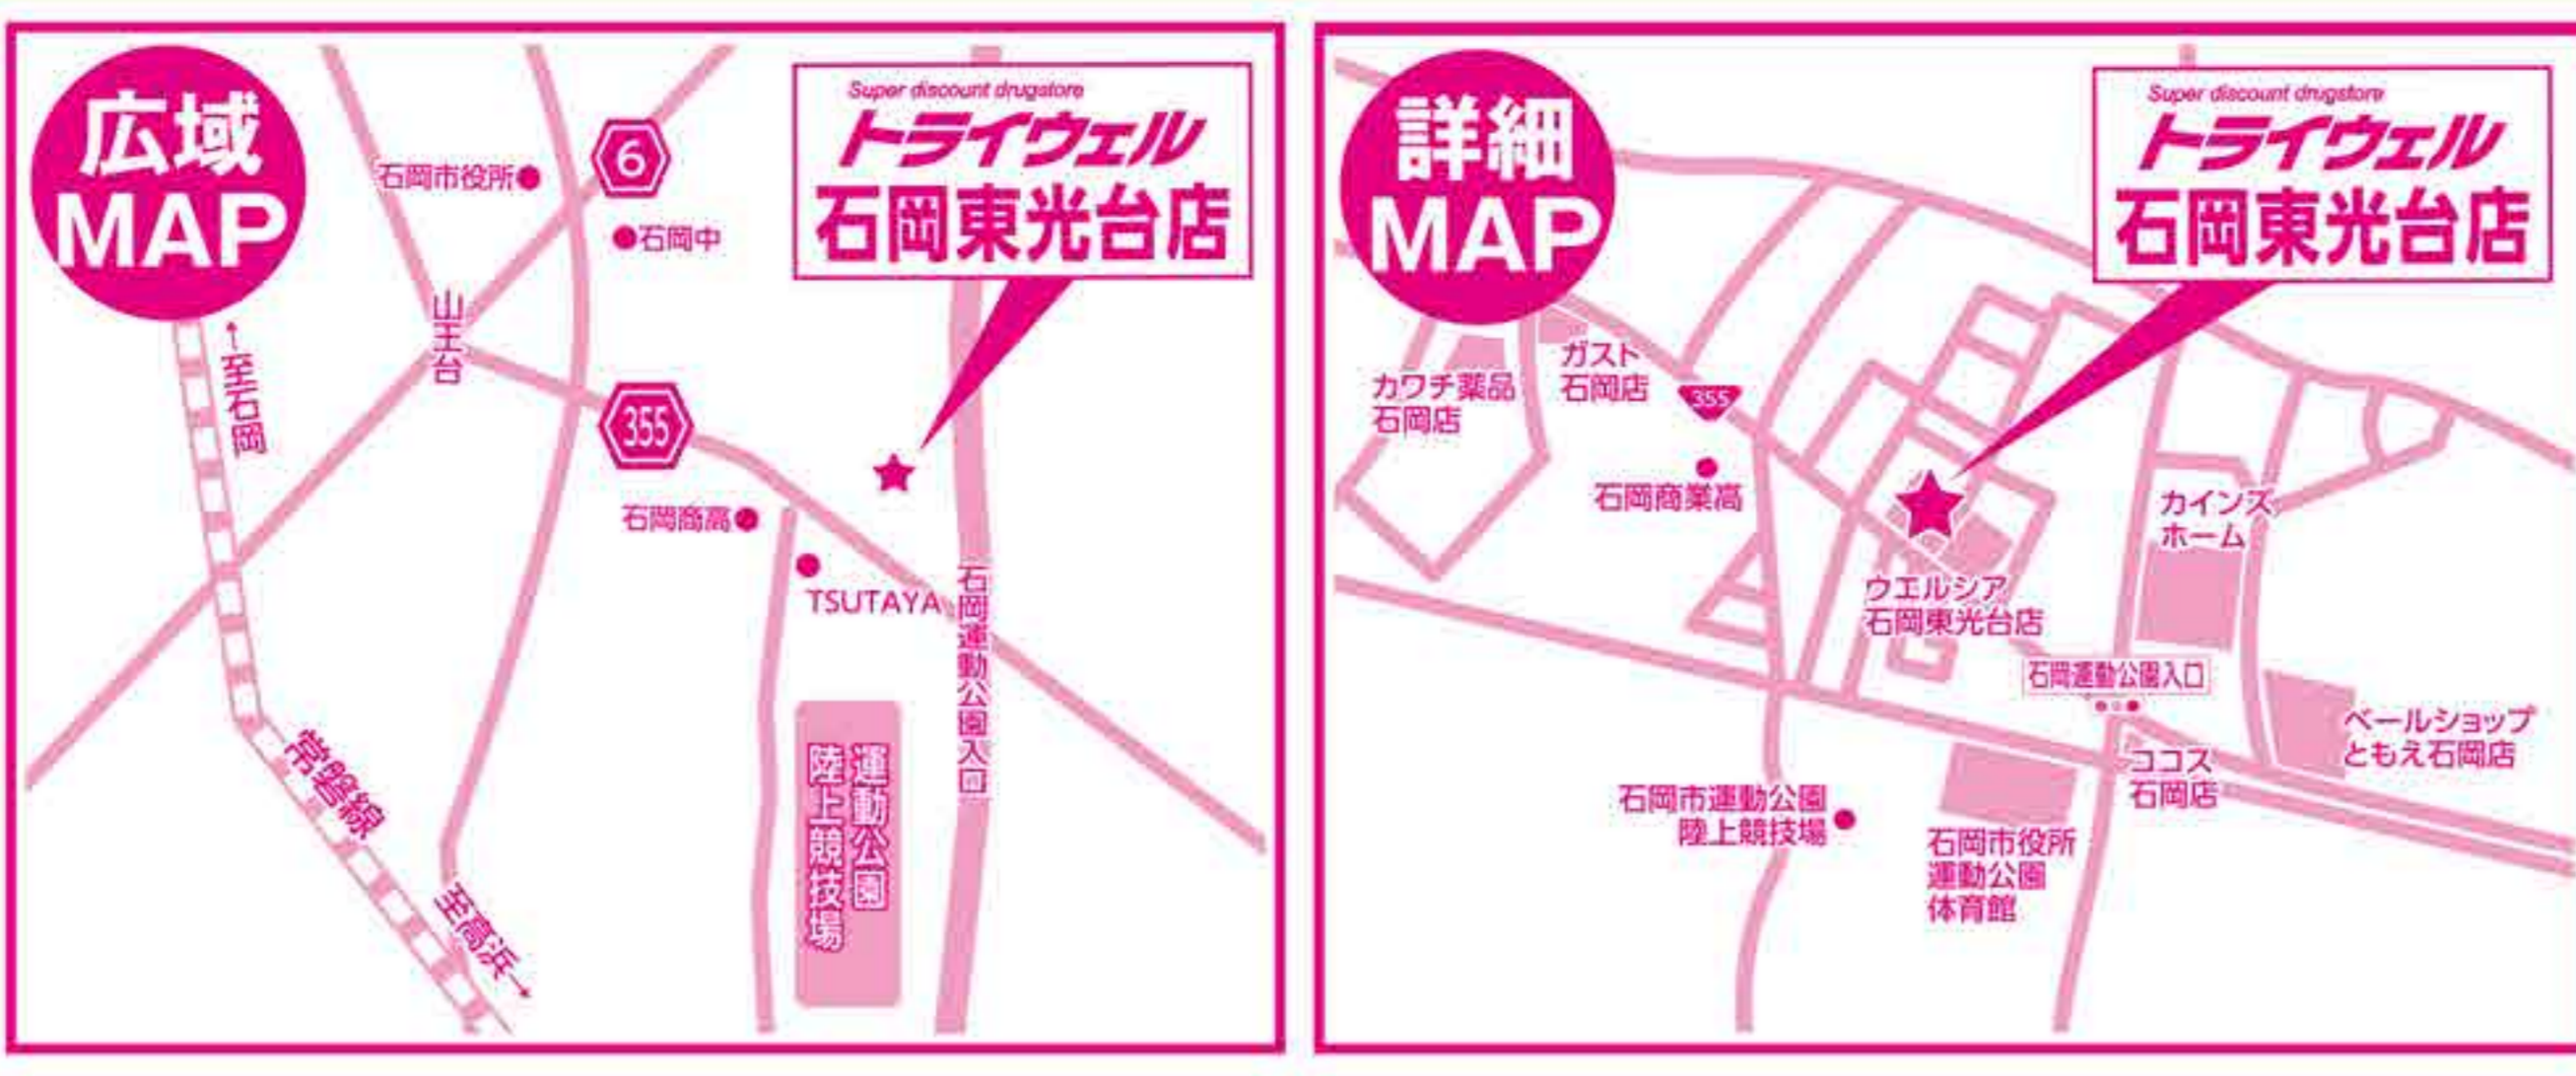 広域
MAP
Super discount drugstore
トライウェル
石岡東光台店
石岡市役所
6
石岡中
山王台
至石岡
355
石岡商高
TSUTAYA
石岡運動公園入口
運動公園
陸上競技場
常磐線
至高浜
詳細
MAP
Super discount drugstore
トライウェル
石岡東光台店
ガスト
石岡店
カワチ薬品
石岡店
355
石岡商業高
カインズ
ホーム
ウエルシア
石岡東光台店
石岡運動公園入口
ベールショップ
ともえ石岡店
ココス
石岡店
石岡市運動公園
陸上競技場
石岡市役所
運動公園
体育館